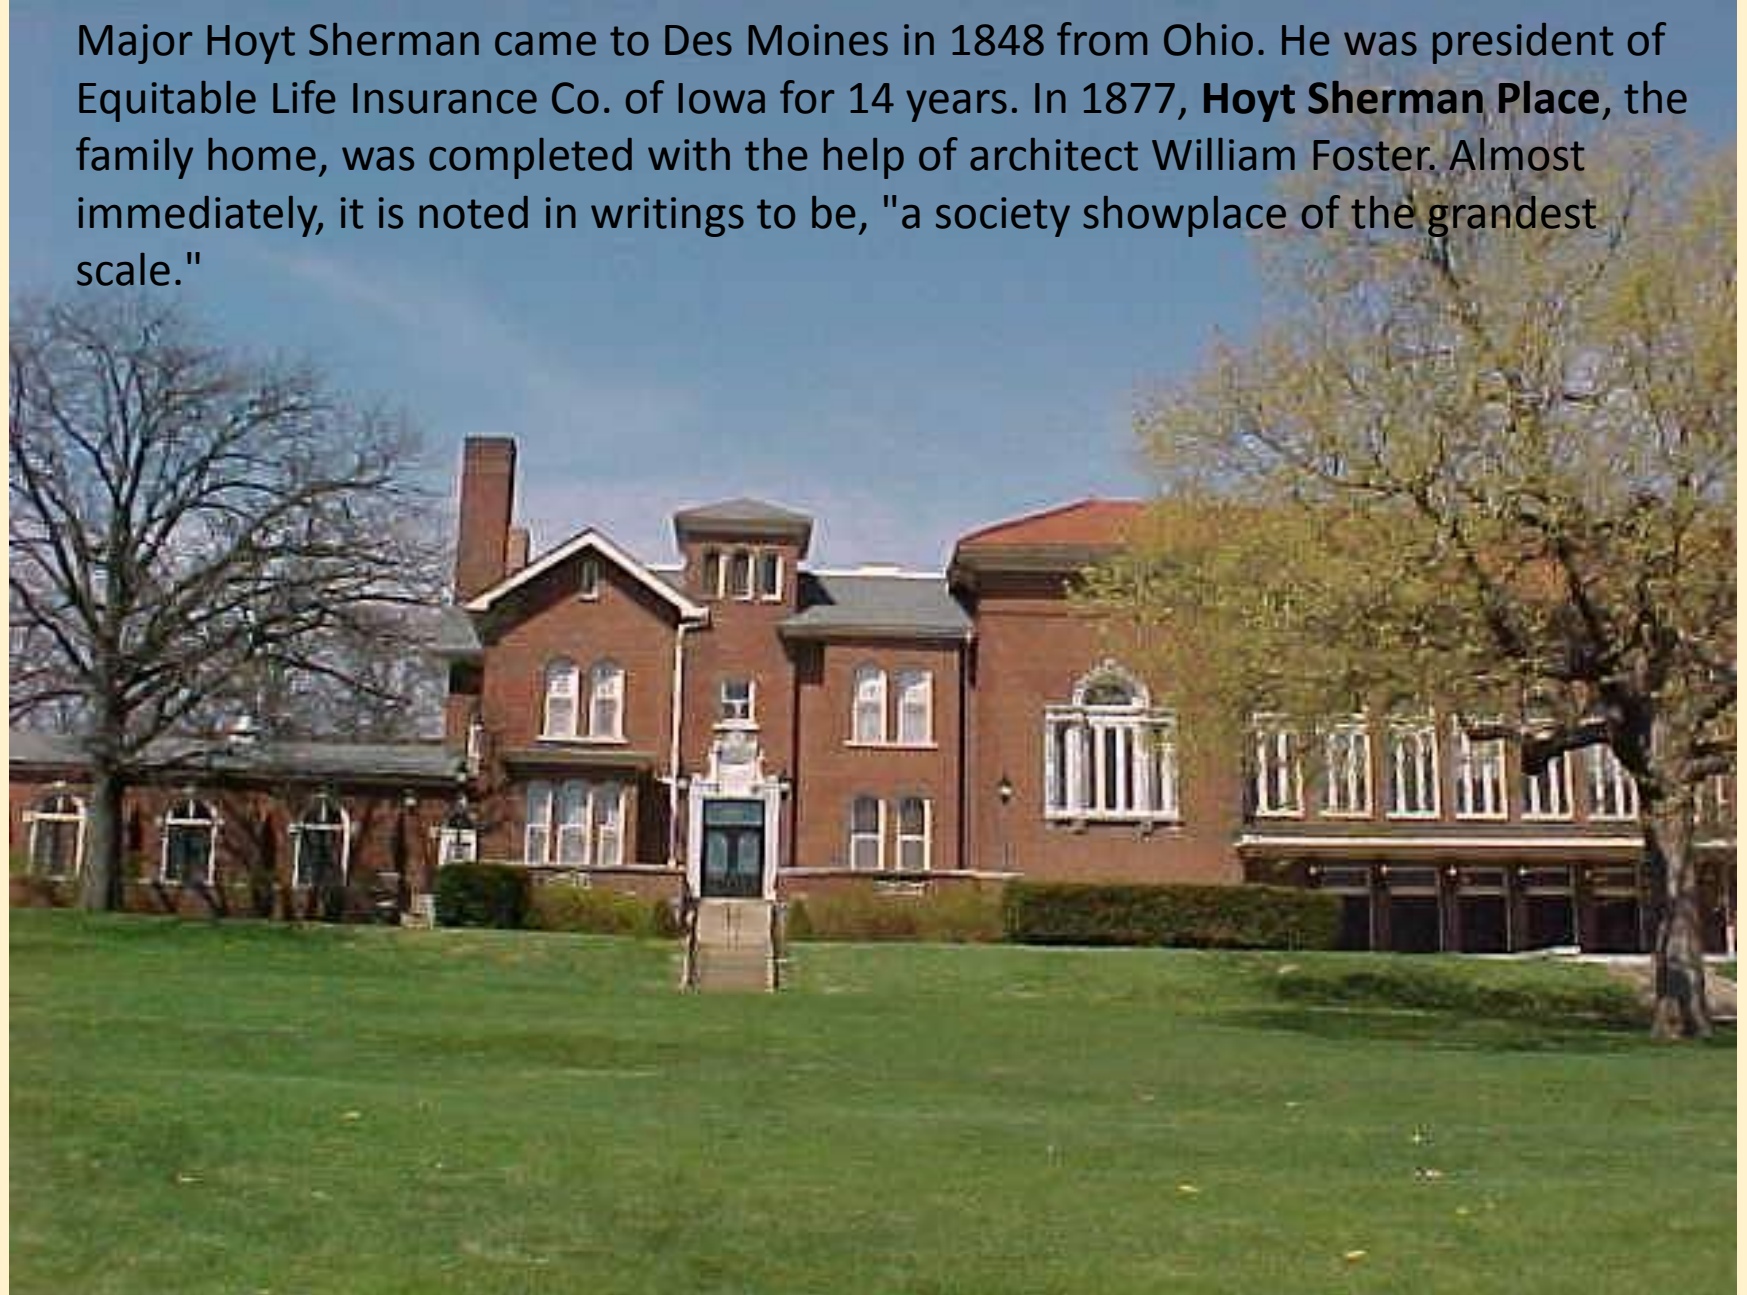 Major Hoyt Sherman came to Des Moines in 1848 from Ohio. He was president of
Equitable Life Insurance Co. of Iowa for 14 years. In 1877, Hoyt Sherman Place, the
family home, was completed with the help of architect William Foster. Almost
immediately, it is noted in writings to be, "a society showplace of the grandest
scale."